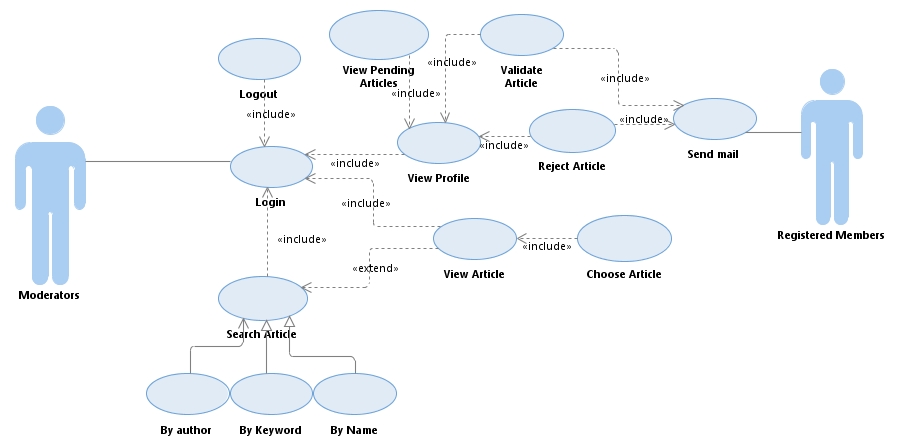 View Pending
Articles
Validate
Article
Logout
«include»
«include»
«include»
«include»
«include»
«include»
«include»
Send mail
Reject Article
View Profile
«include»
Login
«include»
Registered Members
«include»
«include»
View Article
Choose Article
«extend»
Moderators
Search Article
By author
By Keyword
By Name